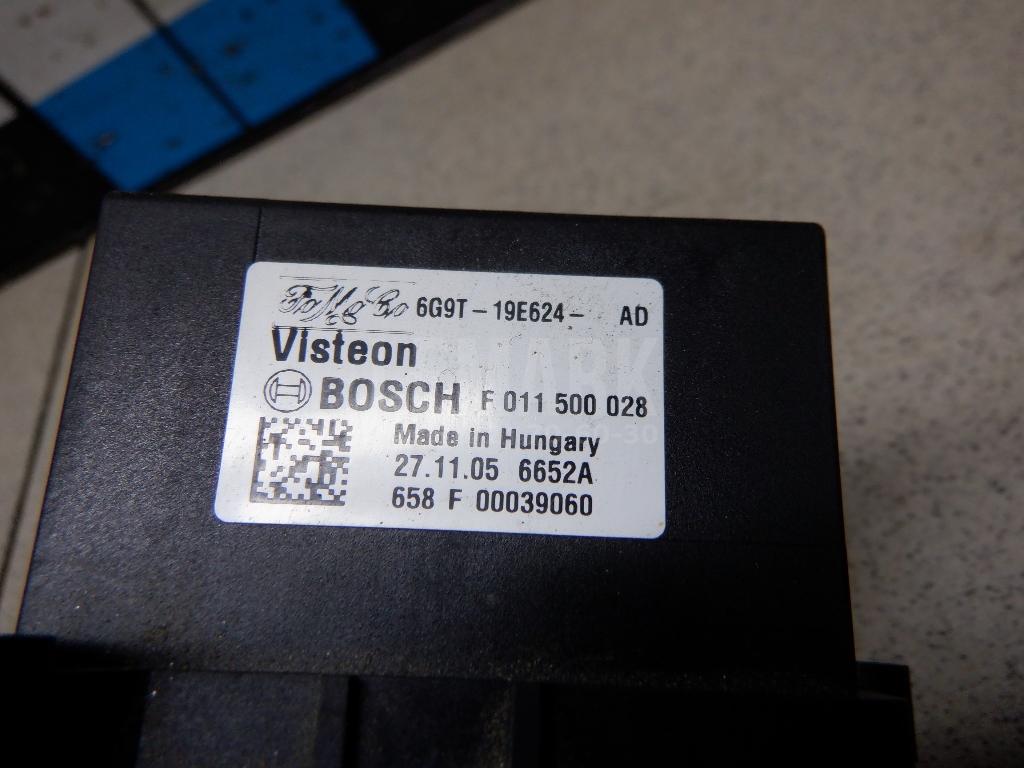 FoMoCo 6G9T-19E624- AD
Visteon
BOSCH F 011 500 028
Made in Hungary
27.11.05 6652A
658 F 00039060